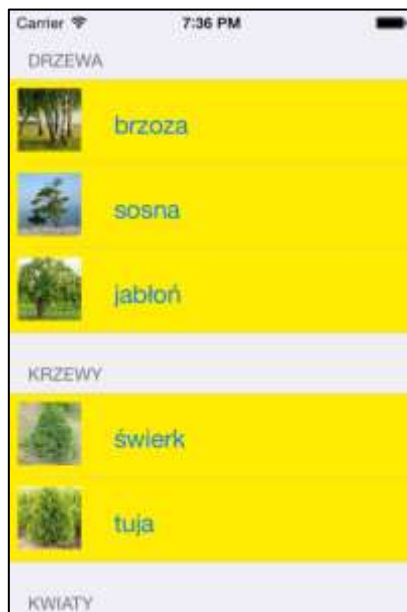 Carrier 7:36 PM
DRZEWA
brzoza
sosna
jabłoń
KRZEWY
świerk
tuja
KWIATY